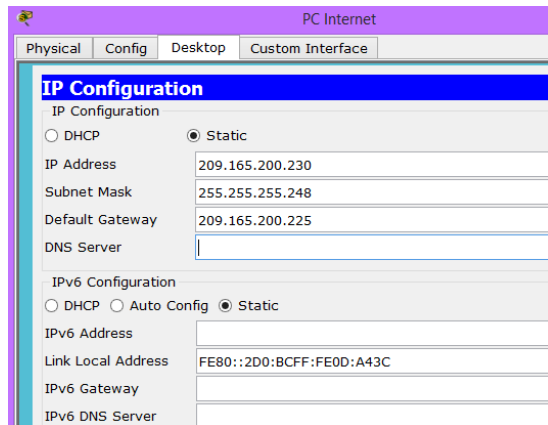 PC Internet
Physical Config Desktop Custom Interface
IP Configuration
IP Configuration
DHCP Static
IP Address 209.165.200.230
Subnet Mask 255.255.255.248
Default Gateway 209.165.200.225
DNS Server
IPv6 Configuration
DHCP Auto Config Static
IPv6 Address
Link Local Address FE80::2D0:BCFF:FE0D:A43C
IPv6 Gateway
IPv6 DNS Server